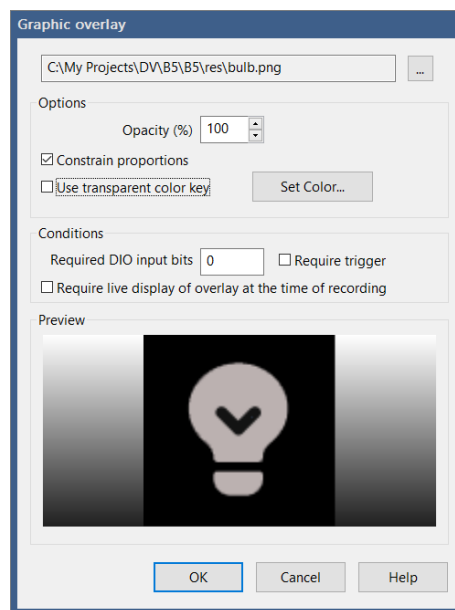 Graphic overlay
C:\My Projects\DV\B5\B5\res\bulb.png
...
Options
Opacity (%) 100
Constrain proportions
Use transparent color key Set Color...
Conditions
Required DIO input bits 0 Require trigger
Require live display of overlay at the time of recording
Preview
OK Cancel Help